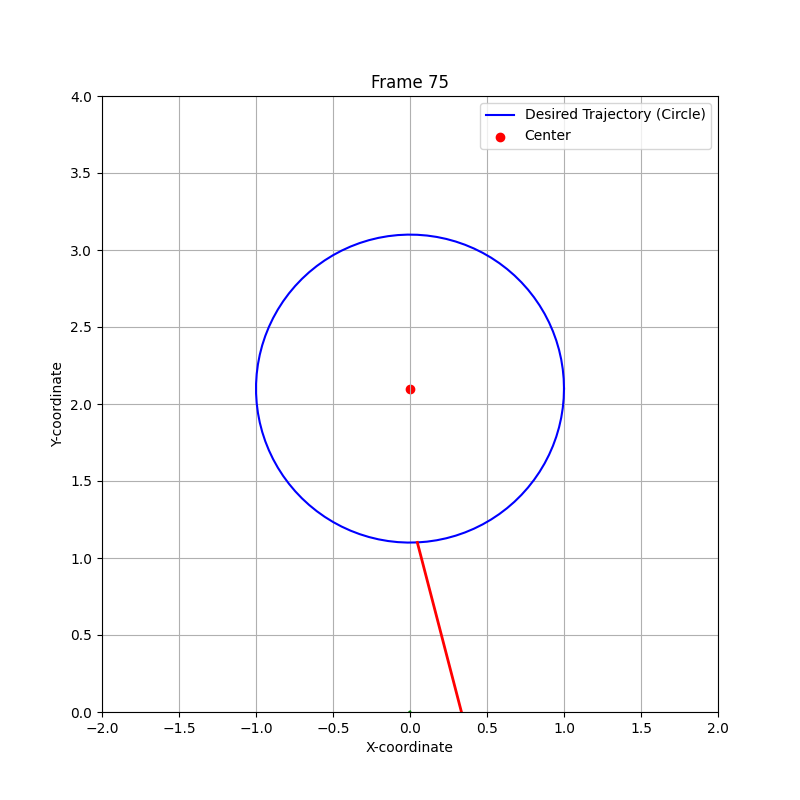 Frame 75
Desired Trajectory (Circle)
Center
4.0
3.5
3.0
2.5
2.0
1.5
1.0
0.5
0.0
Y-coordinate
−2.0 −1.5 −1.0 −0.5 0.0 0.5 1.0 1.5 2.0
X-coordinate